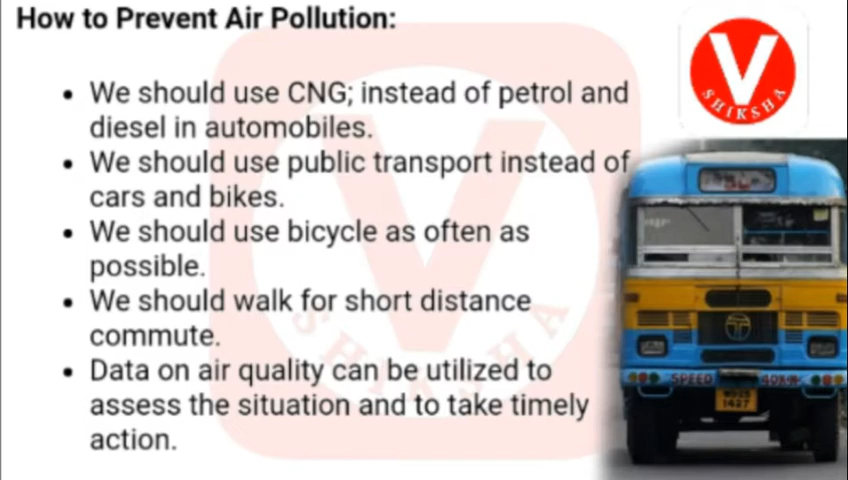 How to Prevent Air Pollution:
• We should use CNG; instead of petrol and
diesel in automobiles.
• We should use public transport instead of
cars and bikes.
• We should use bicycle as often as
possible.
• We should walk for short distance
commute.
• Data on air quality can be utilized to
assess the situation and to take timely
action.
V
SHIKSHA
V
SHIKSHA
SPEED 40KM
1427